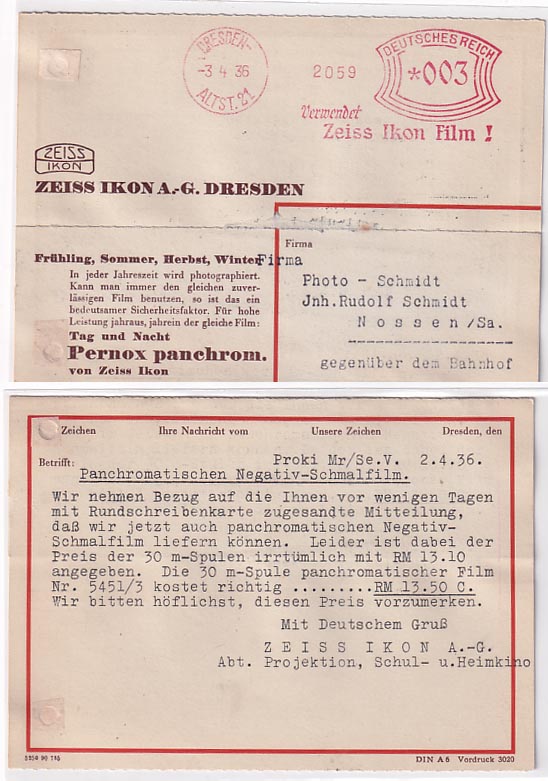 DRESDEN-
-3 4 36
ALTST. 21
2059
DEUTSCHES REICH
*003
Verwendet
Zeiss Ikon Film !
ZEISS
IKON
ZEISS IKON A.-G. DRESDEN
Frühling, Sommer, Herbst, Winter
In jeder Jahreszeit wird photographiert.
Kann man immer den gleichen zuver-
lässigen Film benutzen, so ist das ein
bedeutsamer Sicherheitsfaktor. Für hohe
Leistung jahraus, jahrein der gleiche Film:
Tag und Nacht
Pernox panchrom.
von Zeiss Ikon
Firma
Firma
Photo - Schmidt
Jnh.Rudolf Schmidt
Nossen/Sa.
gegenüber dem Bahnhof
Zeichen Ihre Nachricht vom Unsere Zeichen Dresden, den
Betrifft: Proki Mr/Se.V. 2.4.36.
Panchromatischen Negativ-Schmalfilm.
Wir nehmen Bezug auf die Ihnen vor wenigen Tagen
mit Rundschreibenkarte zugesandte Mitteilung,
daß wir jetzt auch panchromatischen Negativ-
Schmalfilm liefern können. Leider ist dabei der
Preis der 30 m-Spulen irrtümlich mit RM 13.10
angegeben. Die 30 m-Spule panchromatischer Film
Nr. 5451/3 kostet richtig .........RM 13.50 C.
Wir bitten höflichst, diesen Preis vorzumerken.
Mit Deutschem Gruß
ZEISS IKON A.-G.
Abt. Projektion, Schul- u.Heimkino
DIN A 6 Vordruck 3020